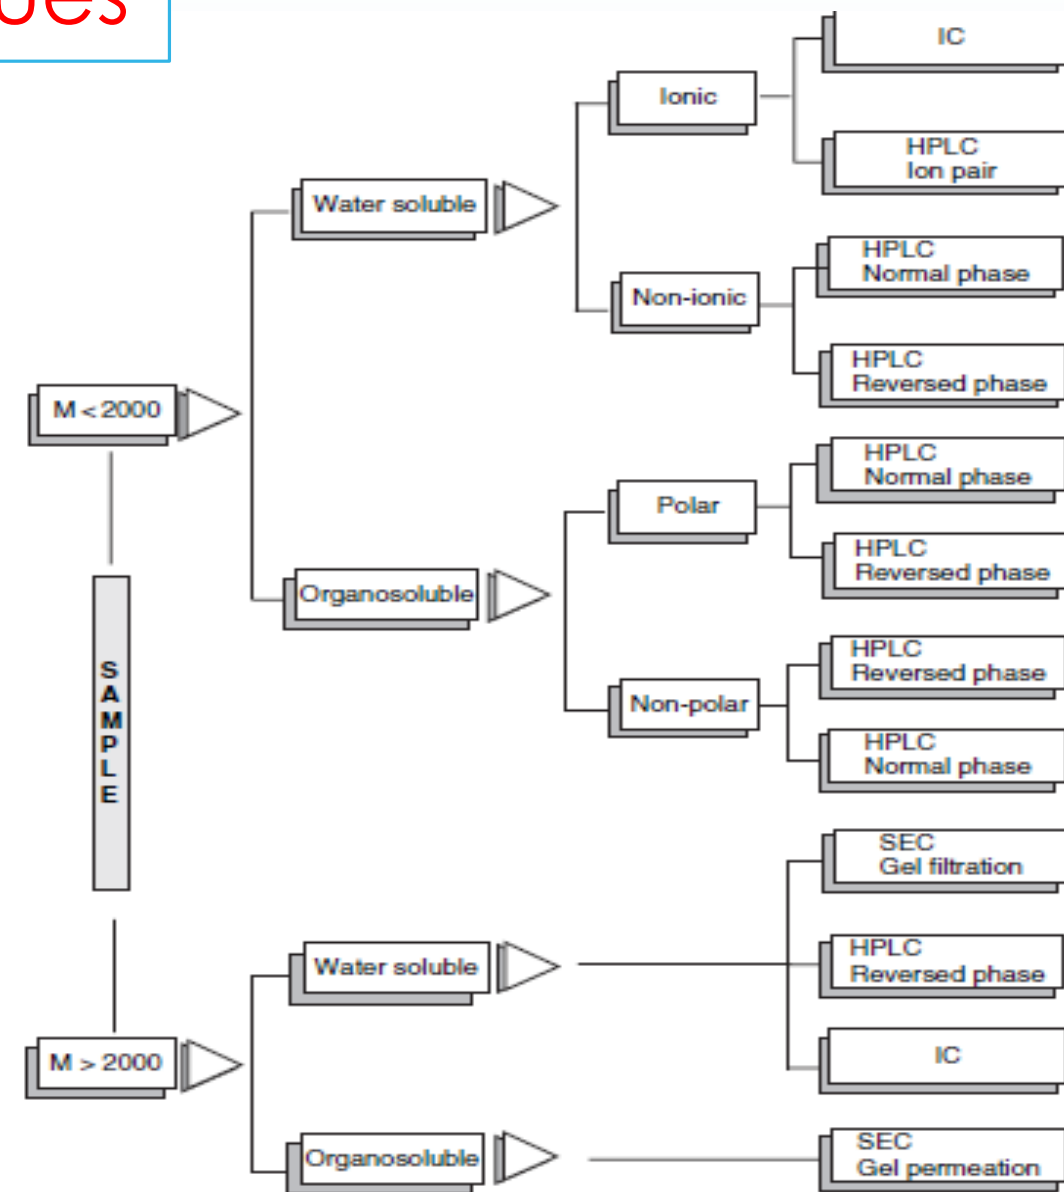 IC
Ionic
HPLC
Ion pair
Water soluble
HPLC
Normal phase
Non-ionic
HPLC
Reversed phase
M < 2000
HPLC
Normal phase
Polar
HPLC
Reversed phase
Organosoluble
HPLC
Reversed phase
Non-polar
HPLC
Normal phase
SAMPLE
SEC
Gel filtration
Water soluble
HPLC
Reversed phase
M > 2000
IC
Organosoluble
SEC
Gel permeation